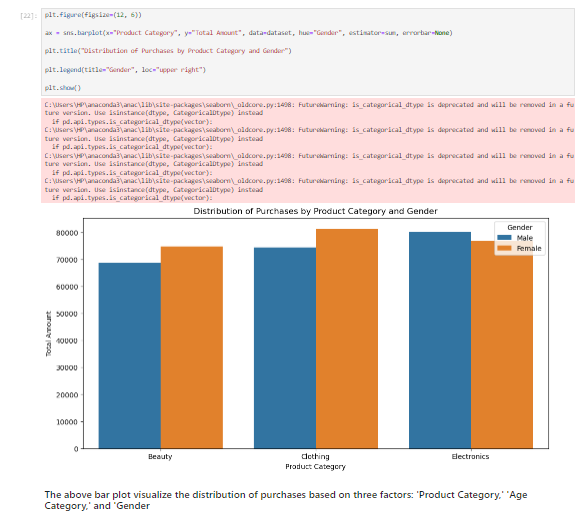 [22]: plt.figure(figsize=(12, 6))
ax = sns.barplot(x="Product Category", y="Total Amount", data=dataset, hue="Gender", estimator=sum, errorbar=None)
plt.title("Distribution of Purchases by Product Category and Gender")
plt.legend(title="Gender", loc="upper right")
plt.show()
C:\Users\HP\anaconda3\anac\lib\site-packages\seaborn\_oldcore.py:1498: FutureWarning: is_categorical_dtype is deprecated and will be removed in a fu
ture version. Use isinstance(dtype, CategoricalDtype) instead
if pd.api.types.is_categorical_dtype(vector):
C:\Users\HP\anaconda3\anac\lib\site-packages\seaborn\_oldcore.py:1498: FutureWarning: is_categorical_dtype is deprecated and will be removed in a fu
ture version. Use isinstance(dtype, CategoricalDtype) instead
if pd.api.types.is_categorical_dtype(vector):
C:\Users\HP\anaconda3\anac\lib\site-packages\seaborn\_oldcore.py:1498: FutureWarning: is_categorical_dtype is deprecated and will be removed in a fu
ture version. Use isinstance(dtype, CategoricalDtype) instead
if pd.api.types.is_categorical_dtype(vector):
C:\Users\HP\anaconda3\anac\lib\site-packages\seaborn\_oldcore.py:1498: FutureWarning: is_categorical_dtype is deprecated and will be removed in a fu
ture version. Use isinstance(dtype, CategoricalDtype) instead
if pd.api.types.is_categorical_dtype(vector):
Distribution of Purchases by Product Category and Gender
Gender
Male
Female
80000
70000
60000
50000
40000
30000
20000
10000
0
Total Amount
Beauty
Clothing
Electronics
Product Category
The above bar plot visualize the distribution of purchases based on three factors: 'Product Category,' 'Age
Category,' and 'Gender